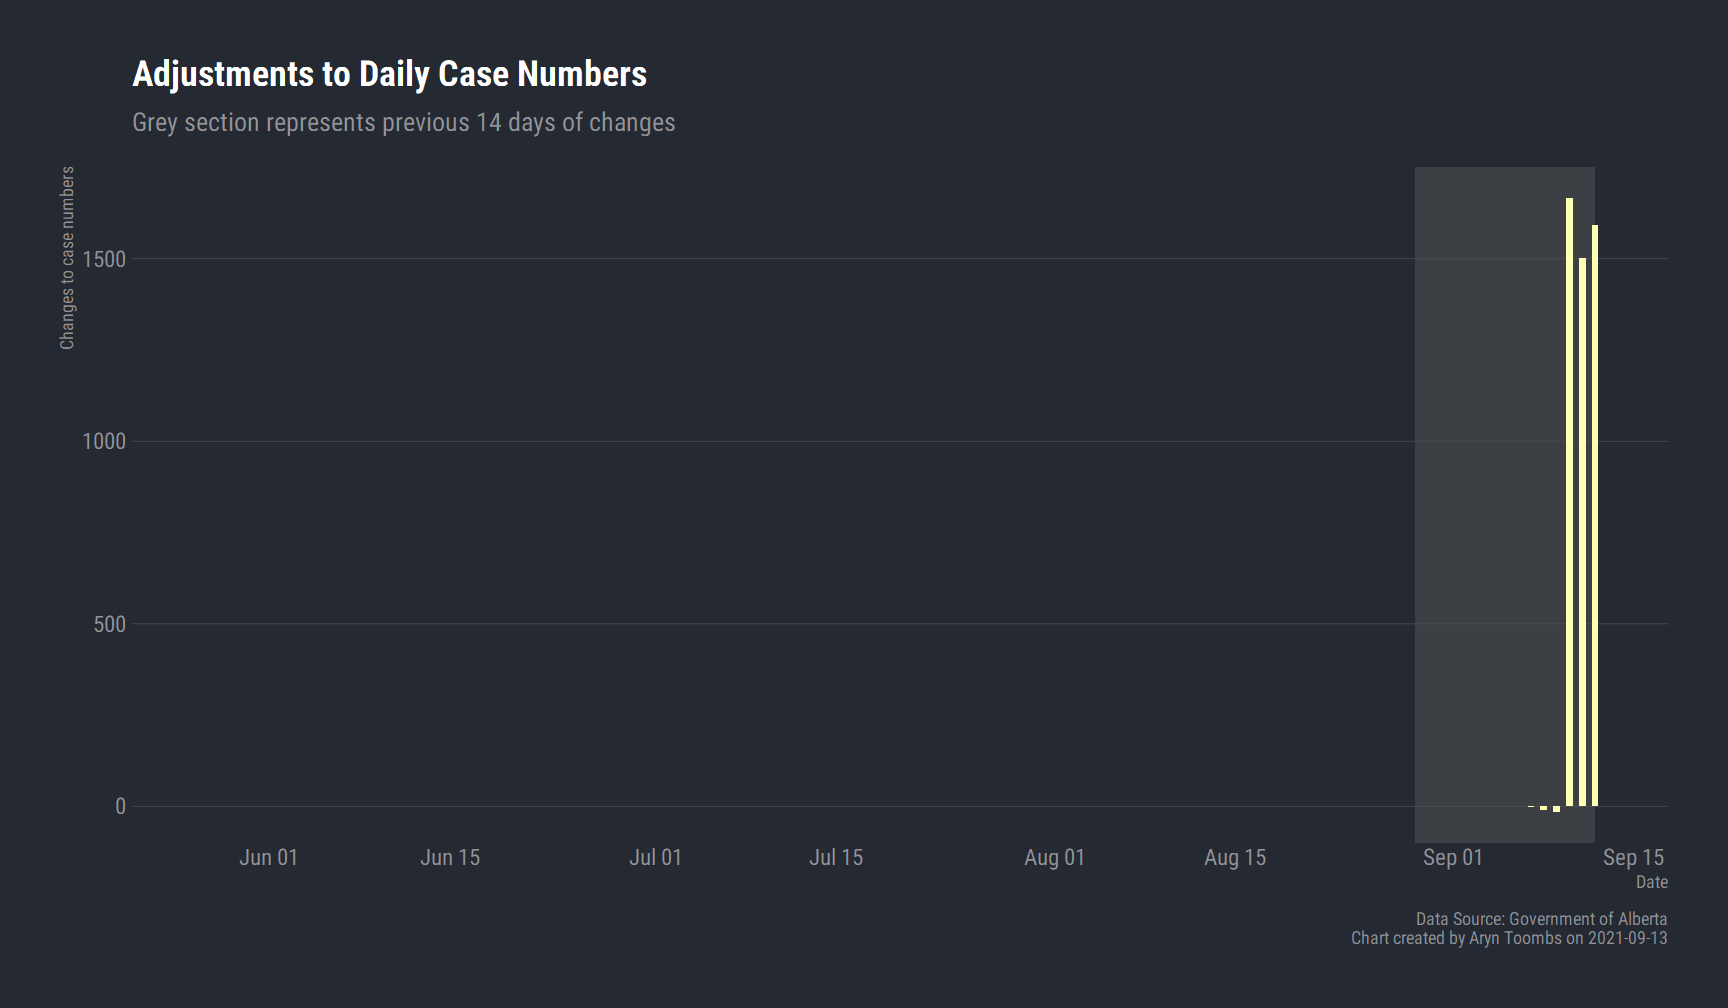 Adjustments to Daily Case Numbers
Grey section represents previous 14 days of changes
Changes to case numbers
1500
1000
500
0
Jun 01 Jun 15 Jul 01 Jul 15 Aug 01 Aug 15 Sep 01 Sep 15
Date
Data Source: Government of Alberta
Chart created by Aryn Toombs on 2021-09-13